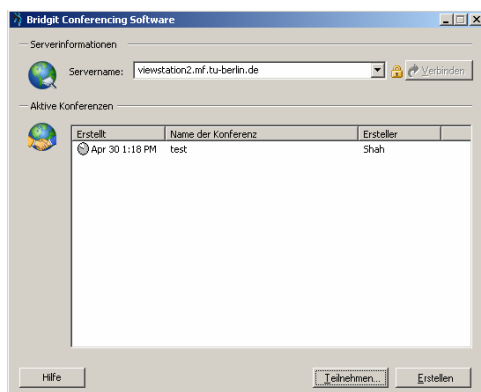 Bridgit Conferencing Software
Serverinformationen
Servername: viewstation2.mf.tu-berlin.de Verbinden
Aktive Konferenzen
Erstellt Name der Konferenz Ersteller
Apr 30 1:18 PM test Shah
Hilfe Teilnehmen... Erstellen